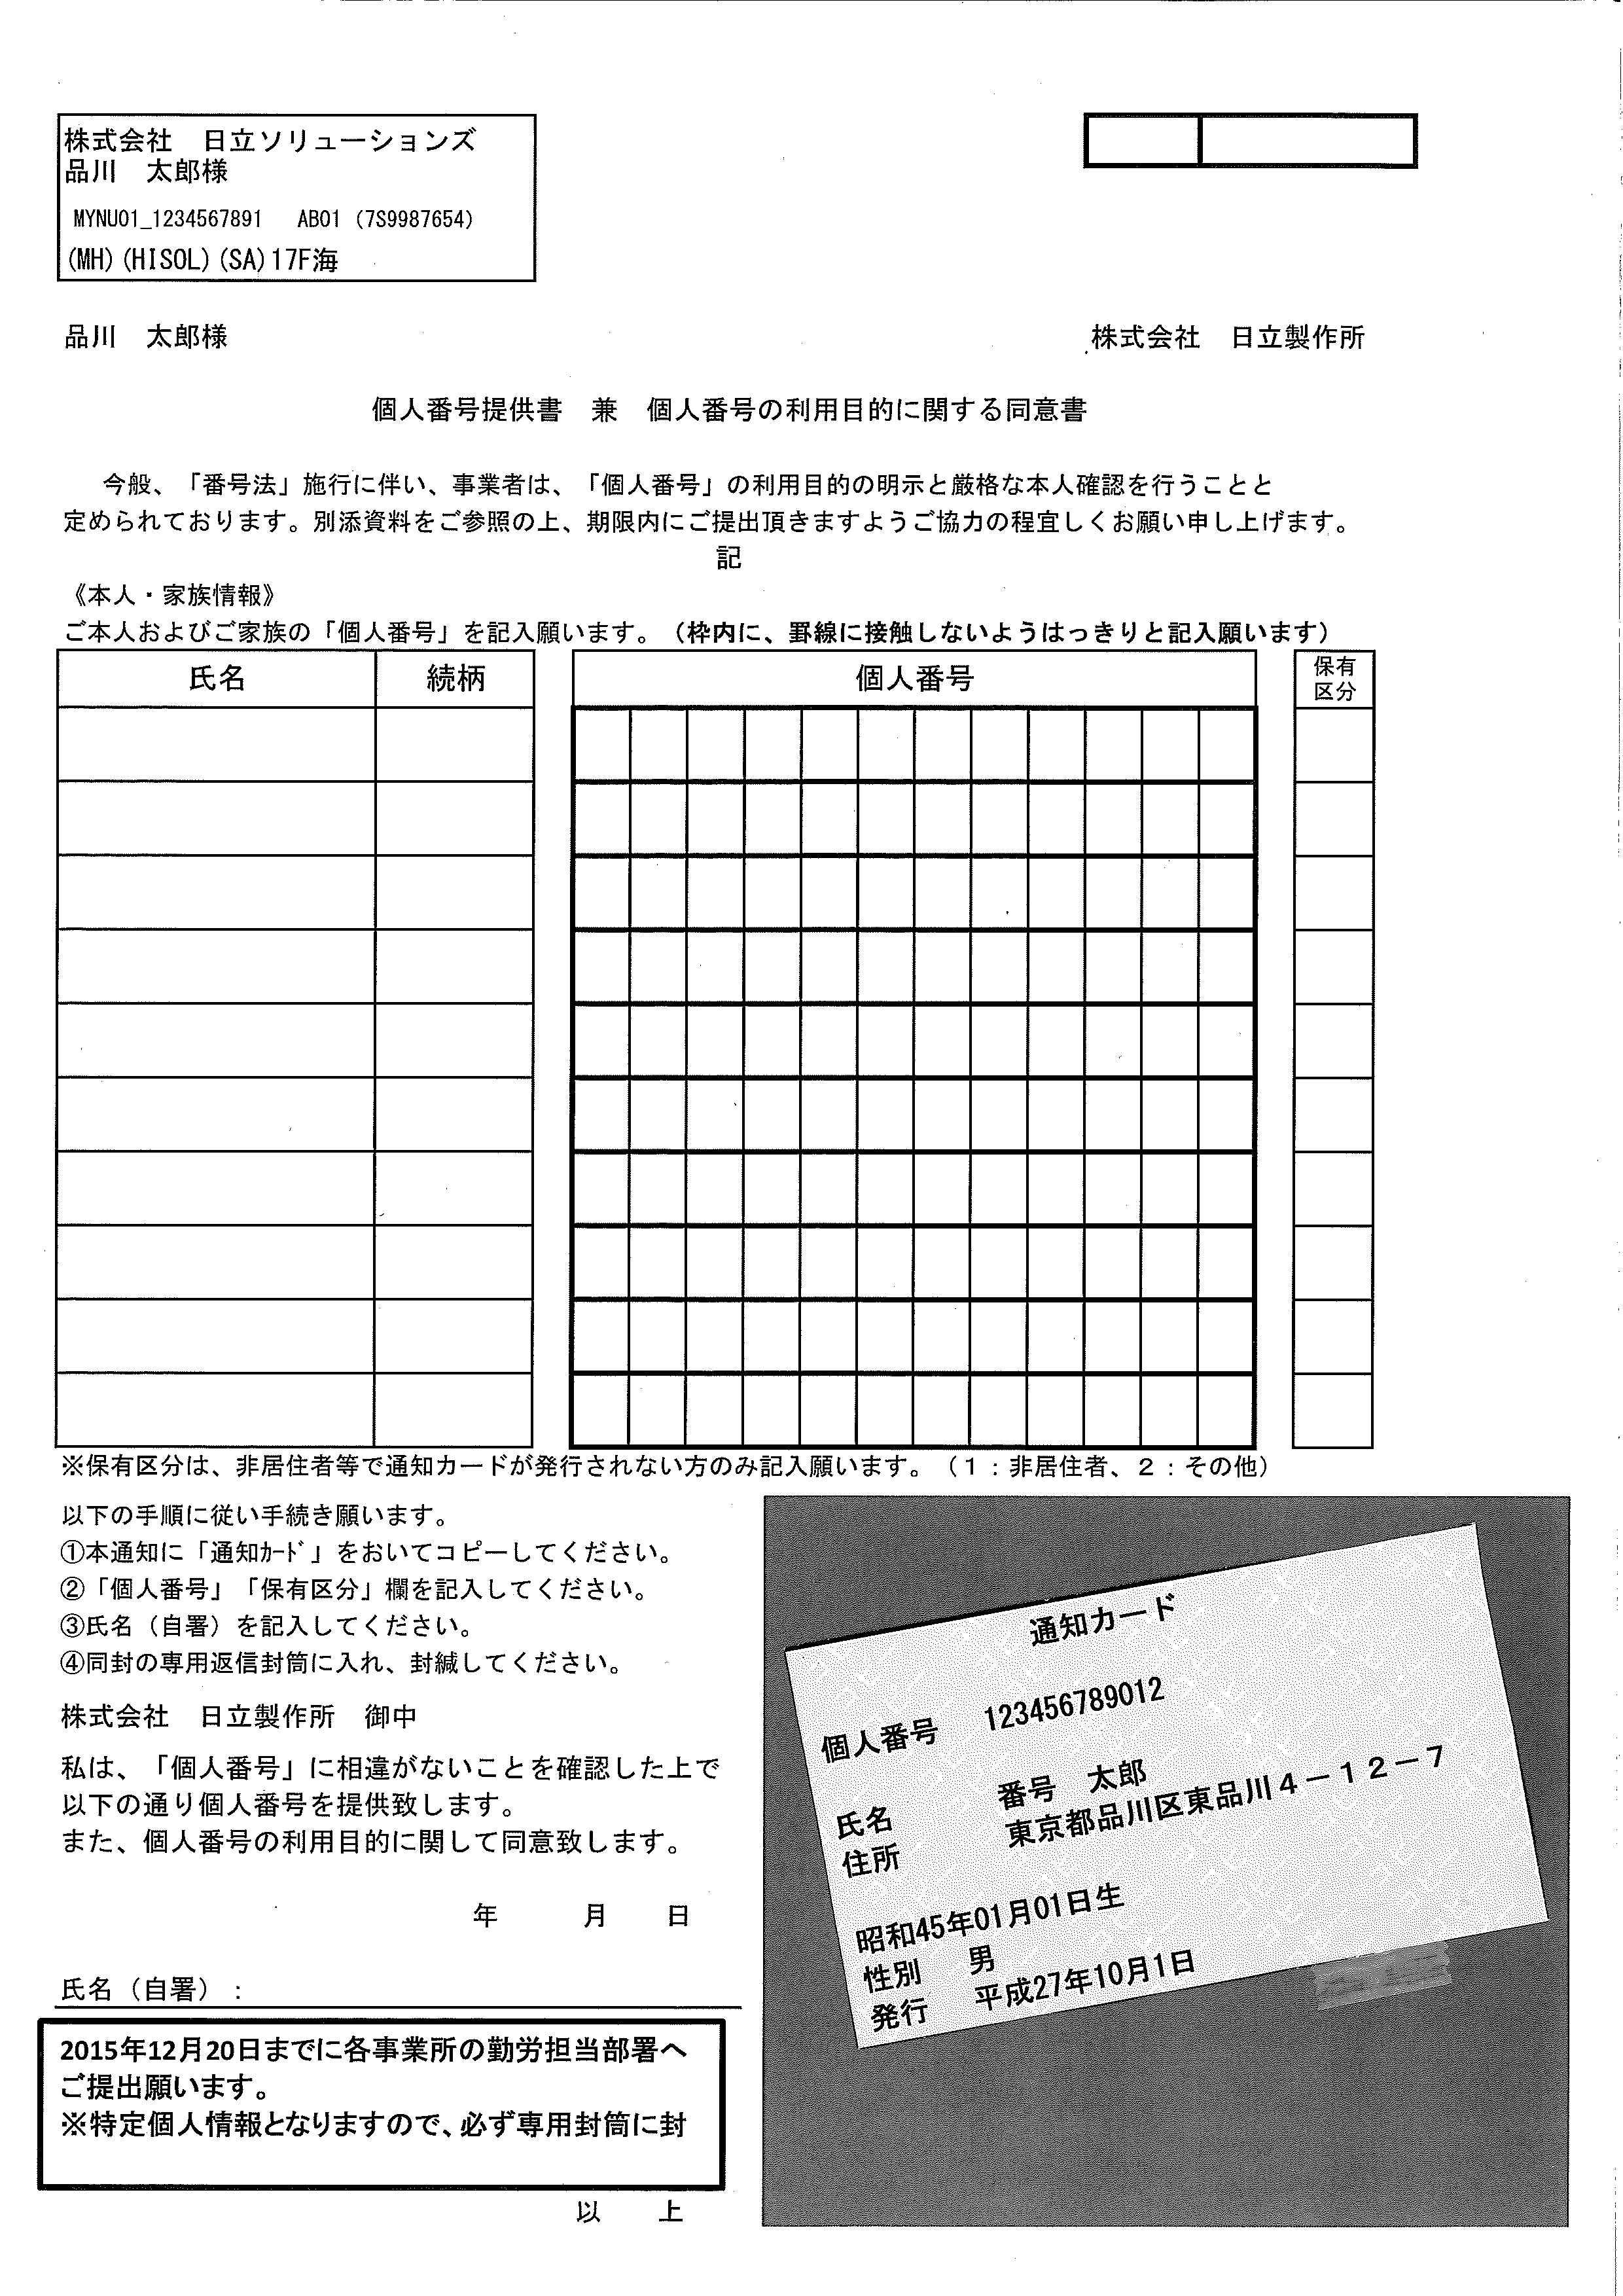 株式会社　日立ソリューションズ
品川　太郎様
MYNU01_1234567891　AB01 (7S9987654)
(MH)(HISOL)(SA)17F海
品川　太郎様　株式会社　日立製作所
個人番号提供書　兼　個人番号の利用目的に関する同意書
今般、「番号法」施行に伴い、事業者は、「個人番号」の利用目的の明示と厳格な本人確認を行うことと
定められております。別添資料をご参照の上、期限内にご提出頂きますようご協力の程宜しくお願い申し上げます。
記
《本人・家族情報》
ご本人およびご家族の「個人番号」を記入願います。（枠内に、罫線に接触しないようはっきりと記入願います）
氏名　続柄　個人番号　保有
区分
※保有区分は、非居住者等で通知カードが発行されない方のみ記入願います。（１：非居住者、２：その他）
以下の手順に従い手続き願います。
①本通知に「通知ｶｰﾄﾞ」をおいてコピーしてください。
②「個人番号」「保有区分」欄を記入してください。
③氏名（自署）を記入してください。
④同封の専用返信封筒に入れ、封緘してください。
株式会社　日立製作所　御中
私は、「個人番号」に相違がないことを確認した上で
以下の通り個人番号を提供致します。
また、個人番号の利用目的に関して同意致します。
年　月　日
氏名（自署）：
2015年12月20日までに各事業所の勤労担当部署へ
ご提出願います。
※特定個人情報となりますので、必ず専用封筒に封
以　上
通知カード
個人番号　123456789012
氏名　番号　太郎
住所　東京都品川区東品川４－１２－７
昭和45年01月01日生
性別　男
発行　平成27年10月1日